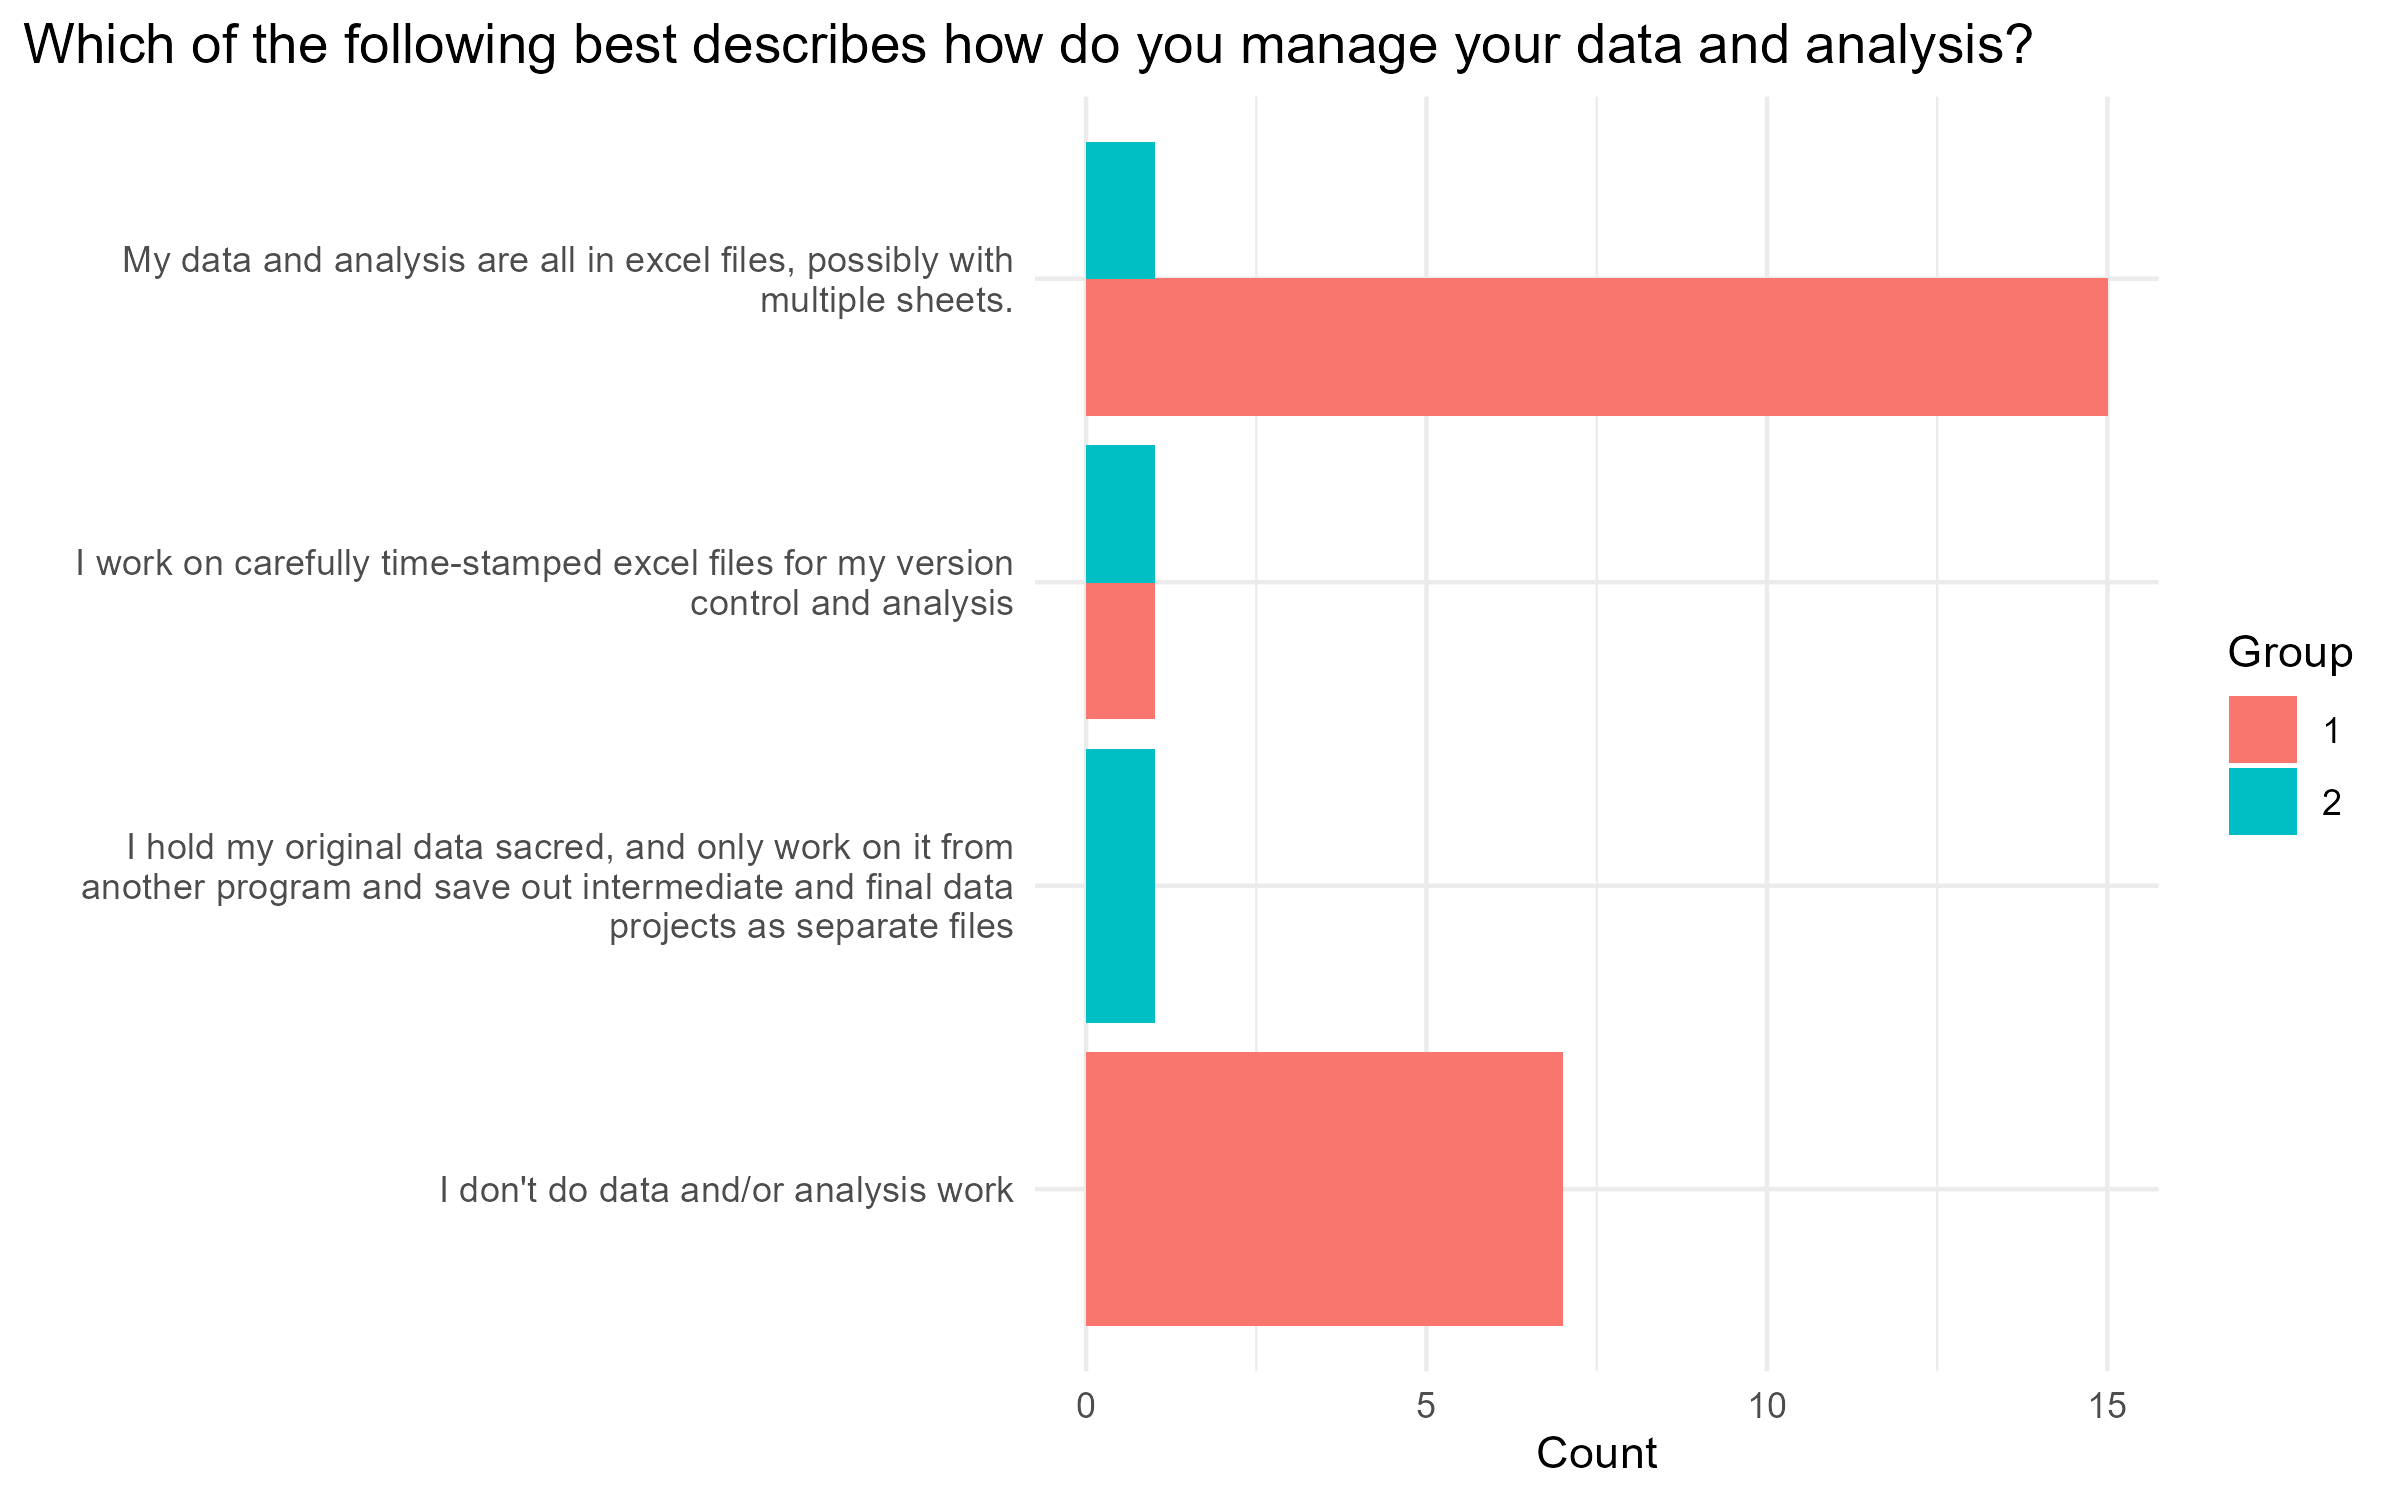 Which of the following best describes how do you manage your data and analysis?
My data and analysis are all in excel files, possibly with
multiple sheets.
I work on carefully time-stamped excel files for my version
control and analysis
I hold my original data sacred, and only work on it from
another program and save out intermediate and final data
projects as separate files
I don't do data and/or analysis work
0
5
10
15
Count
Group
1
2